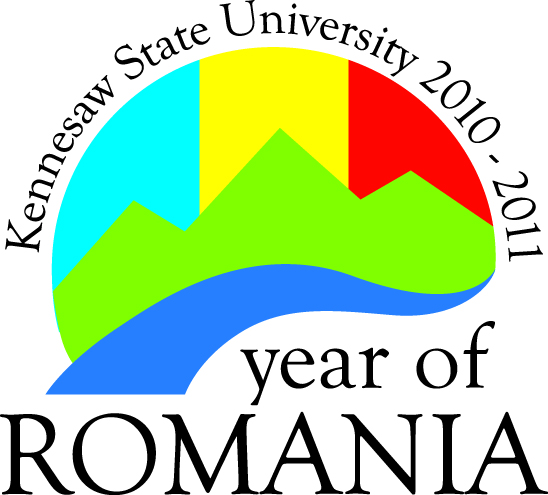 Kennesaw State University 2010 - 2011
year of
ROMANIA